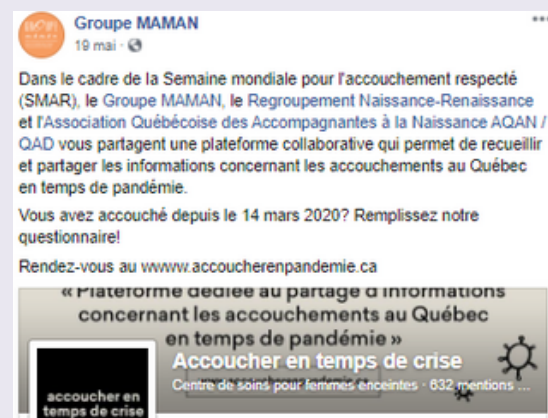 Groupe MAMAN
19 mai ·
Dans le cadre de la Semaine mondiale pour l'accouchement respecté
(SMAR), le Groupe MAMAN, le Regroupement Naissance-Renaissance
et l'Association Québécoise des Accompagnantes à la Naissance AQAN /
QAD vous partagent une plateforme collaborative qui permet de recueillir
et partager les informations concernant les accouchements au Québec
en temps de pandémie.
Vous avez accouché depuis le 14 mars 2020? Remplissez notre
questionnaire!
Rendez-vous au wwww.accoucherenpandemie.ca
« Plateforme dédiée au partage d'informations
concernant les accouchements au Québec
en temps de pandémie »
Accoucher en temps de crise
Centre de soins pour femmes enceintes · 632 mentions ...
accoucher en
temps de crise